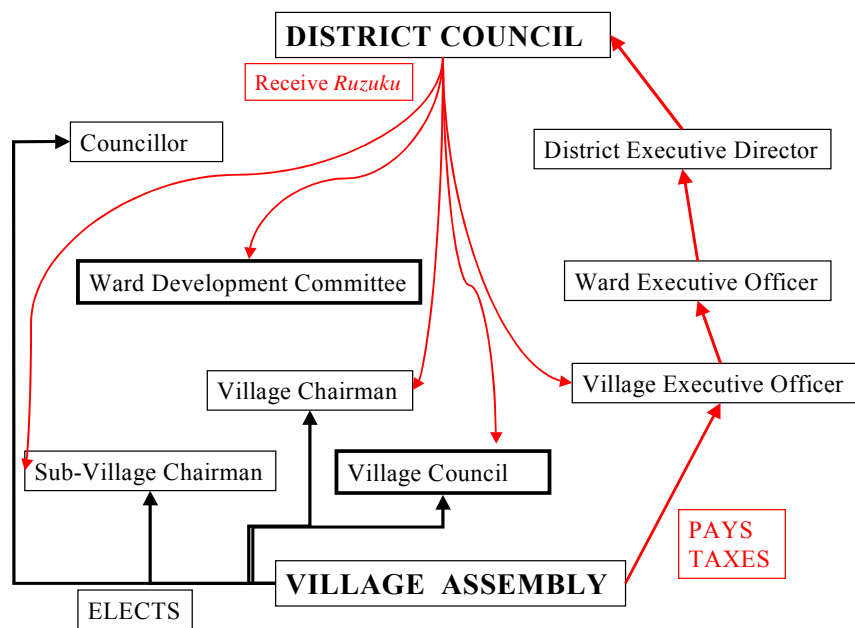 DISTRICT COUNCIL
Receive Ruzuku
Councillor
District Executive Director
Ward Development Committee
Ward Executive Officer
Village Chairman
Village Executive Officer
Sub-Village Chairman
Village Council
PAYS
TAXES
VILLAGE ASSEMBLY
ELECTS